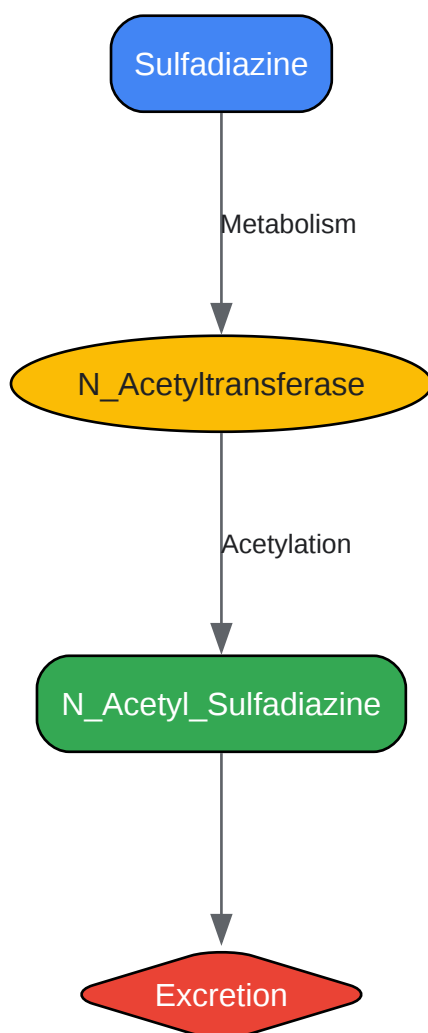 Sulfadiazine
Metabolism
N_Acetyltransferase
Acetylation
N_Acetyl_Sulfadiazine
Excretion